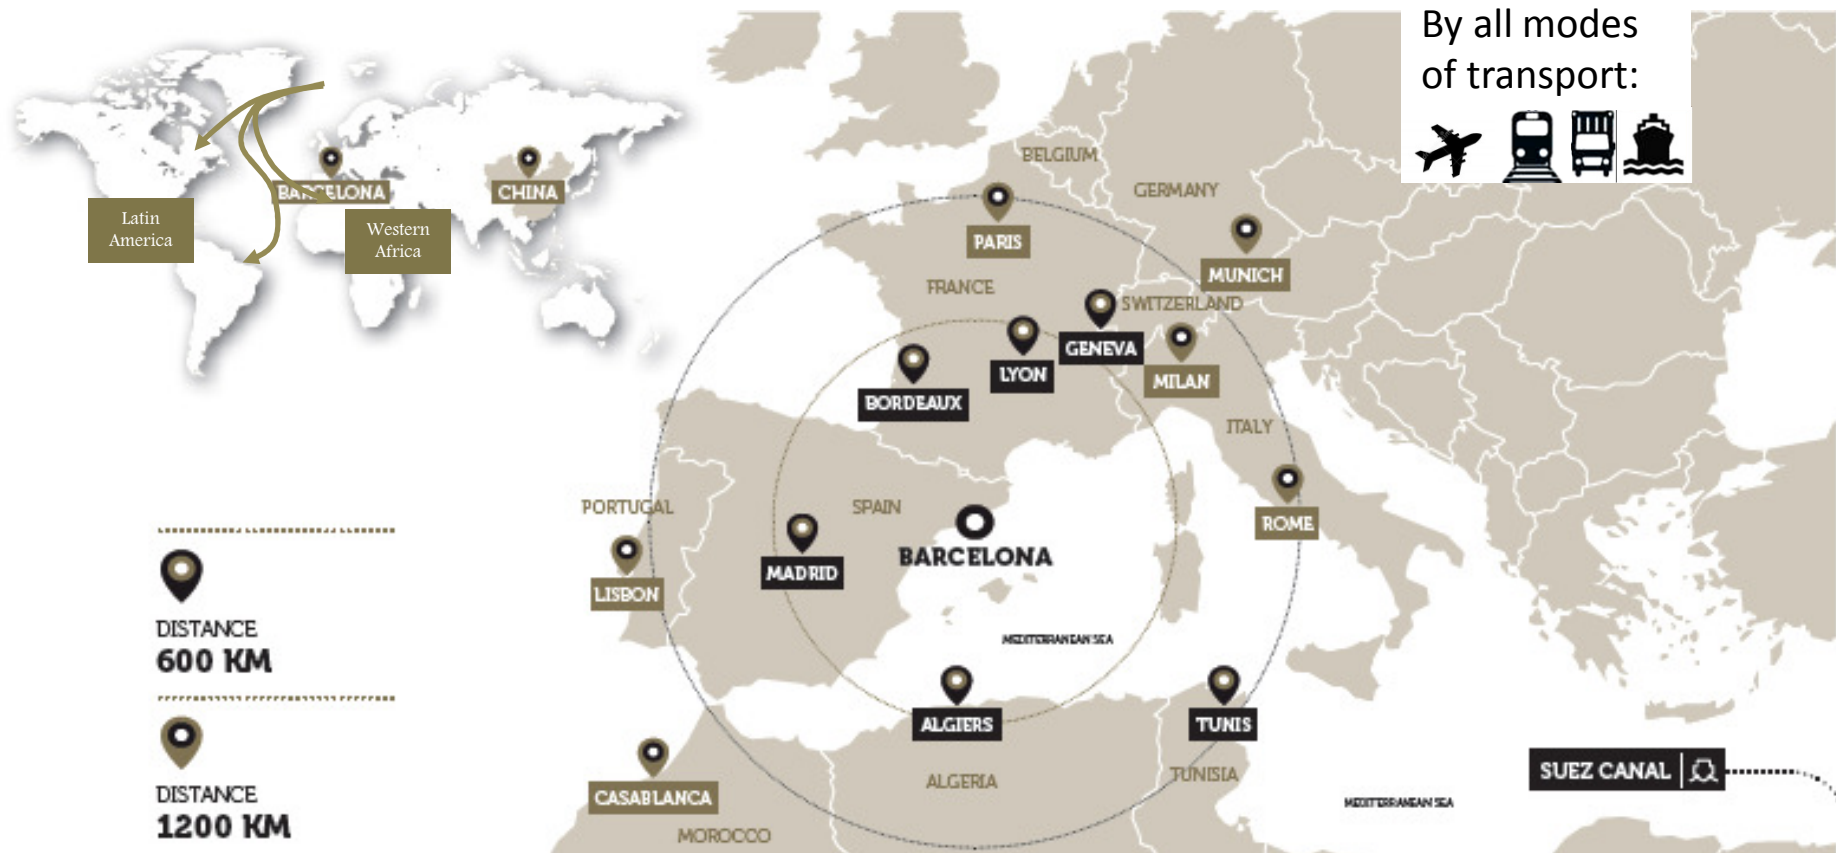 By all modes
of transport:
BARCELONA
CHINA
Latin
America
Western
Africa
BELGIUM
GERMANY
PARIS
MUNICH
FRANCE
SWITZERLAND
GENEVA
LYON
MILAN
BORDEAUX
ITALY
PORTUGAL
SPAIN
ROME
BARCELONA
MADRID
LISBON
DISTANCE
600 KM
MEDITERRANEAN SEA
ALGIERS
TUNIS
SUEZ CANAL
ALGERIA
TUNISIA
CASABLANCA
DISTANCE
1200 KM
MEDITERRANEAN SEA
MOROCCO